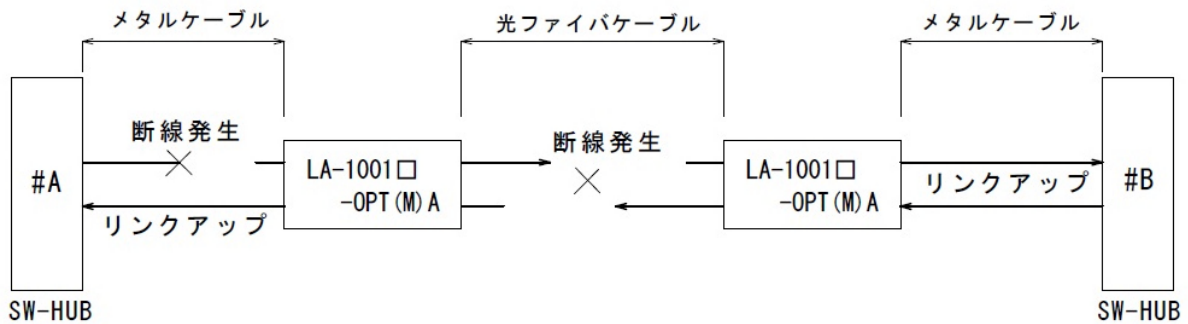 メタルケーブル
光ファイバケーブル
メタルケーブル
断線発生
断線発生
#A
LA-1001□
-OPT(M)A
LA-1001□
-OPT(M)A
#B
リンクアップ
リンクアップ
SW-HUB
SW-HUB